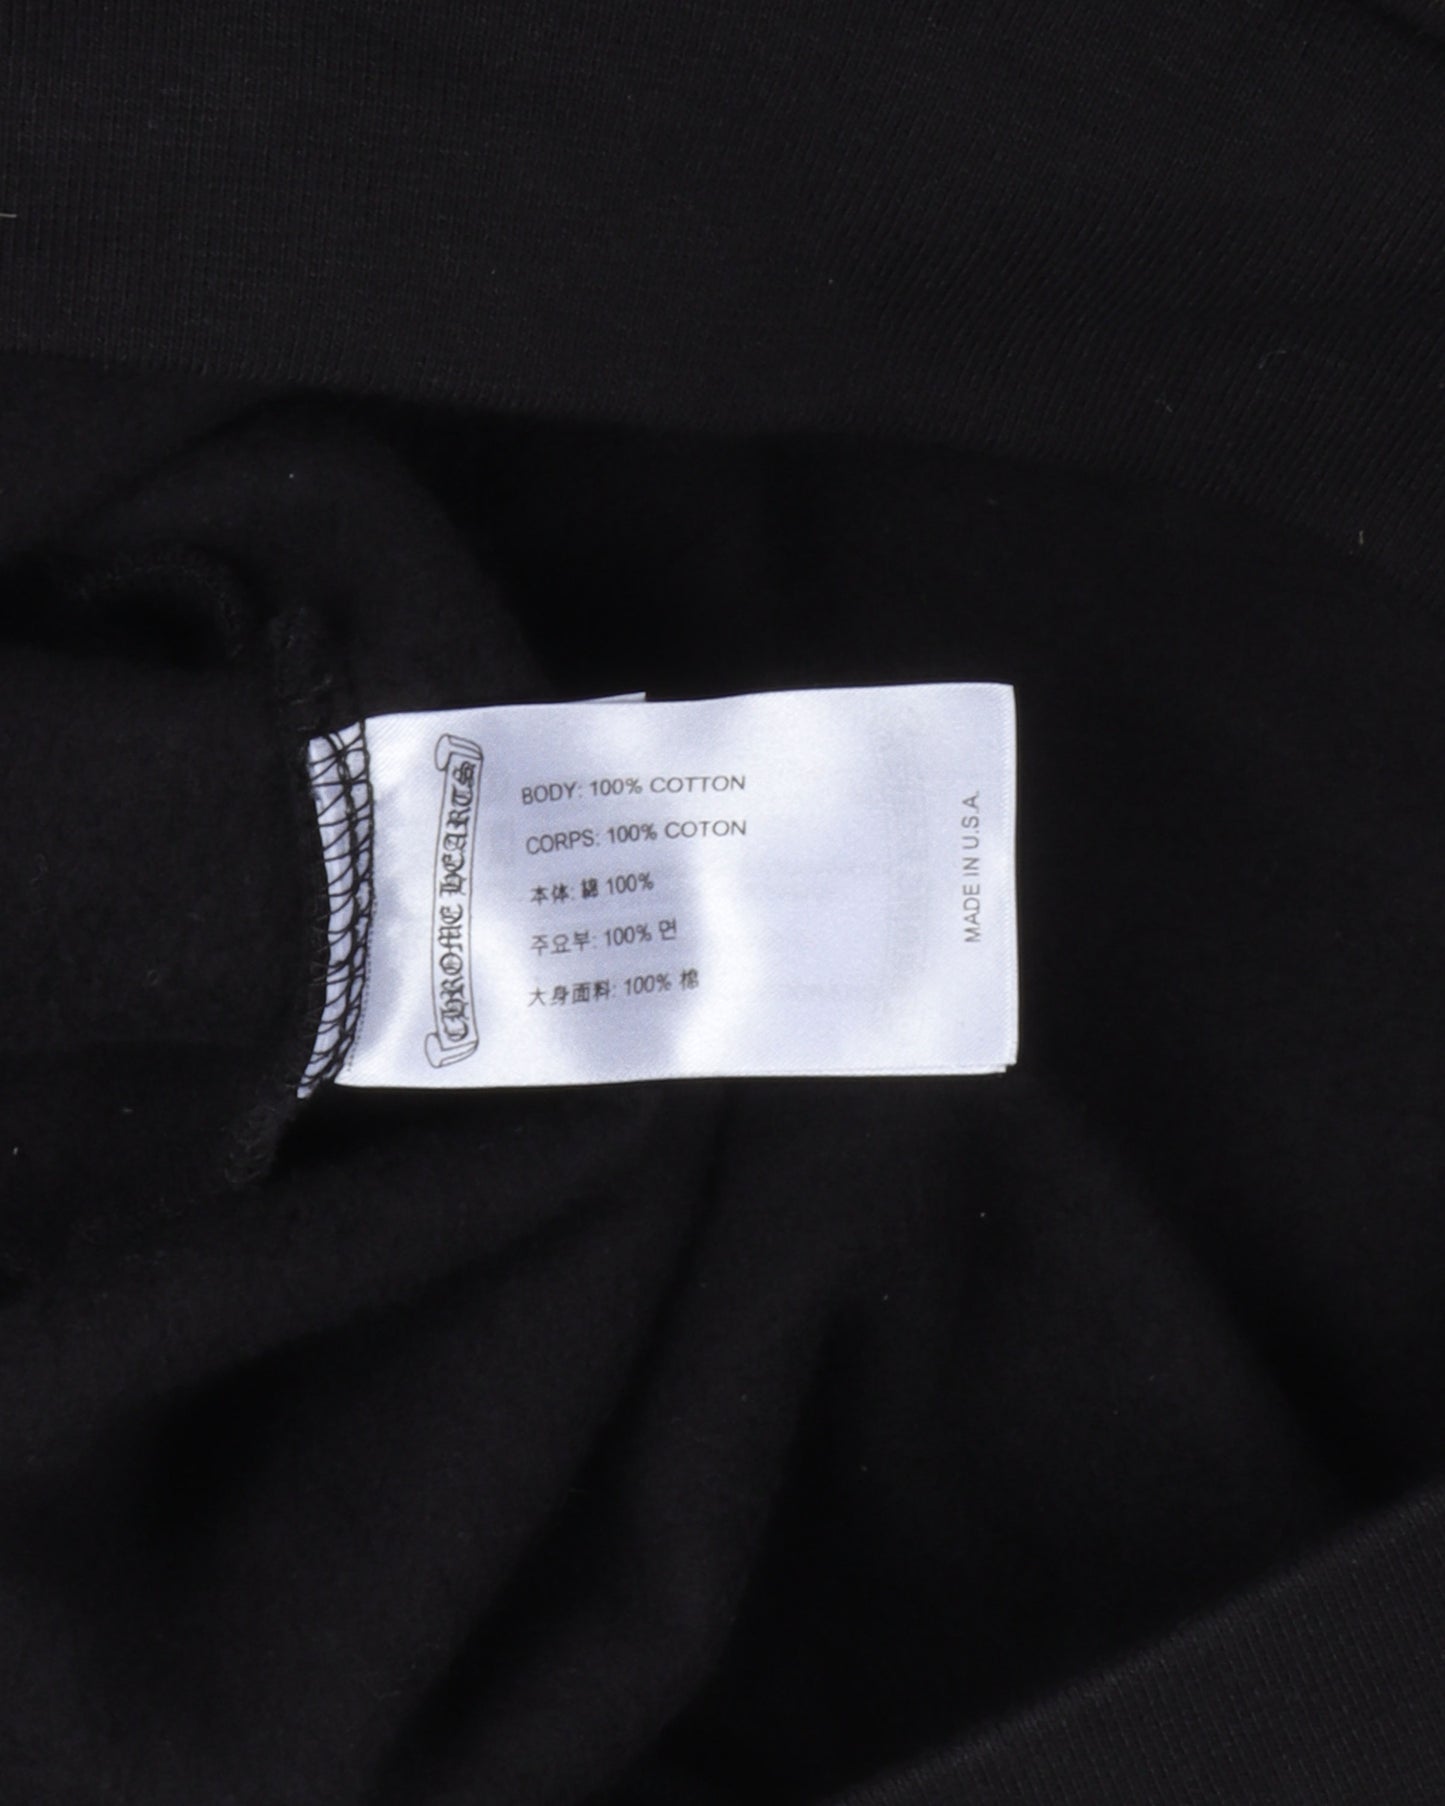 CHROME HEARTS
BODY: 100% COTTON
CORPS: 100% COTON
本体: 綿 100%
주요부: 100% 면
大身面料: 100% 棉
MADE IN U.S.A.